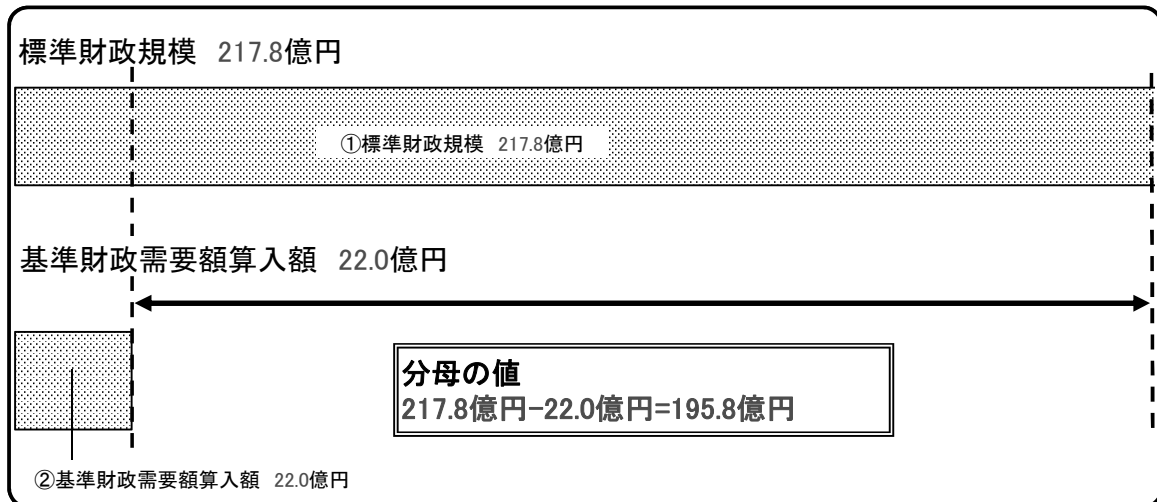 標準財政規模 217.8億円
①標準財政規模 217.8億円
基準財政需要額算入額 22.0億円
分母の値
217.8億円−22.0億円=195.8億円
②基準財政需要額算入額 22.0億円